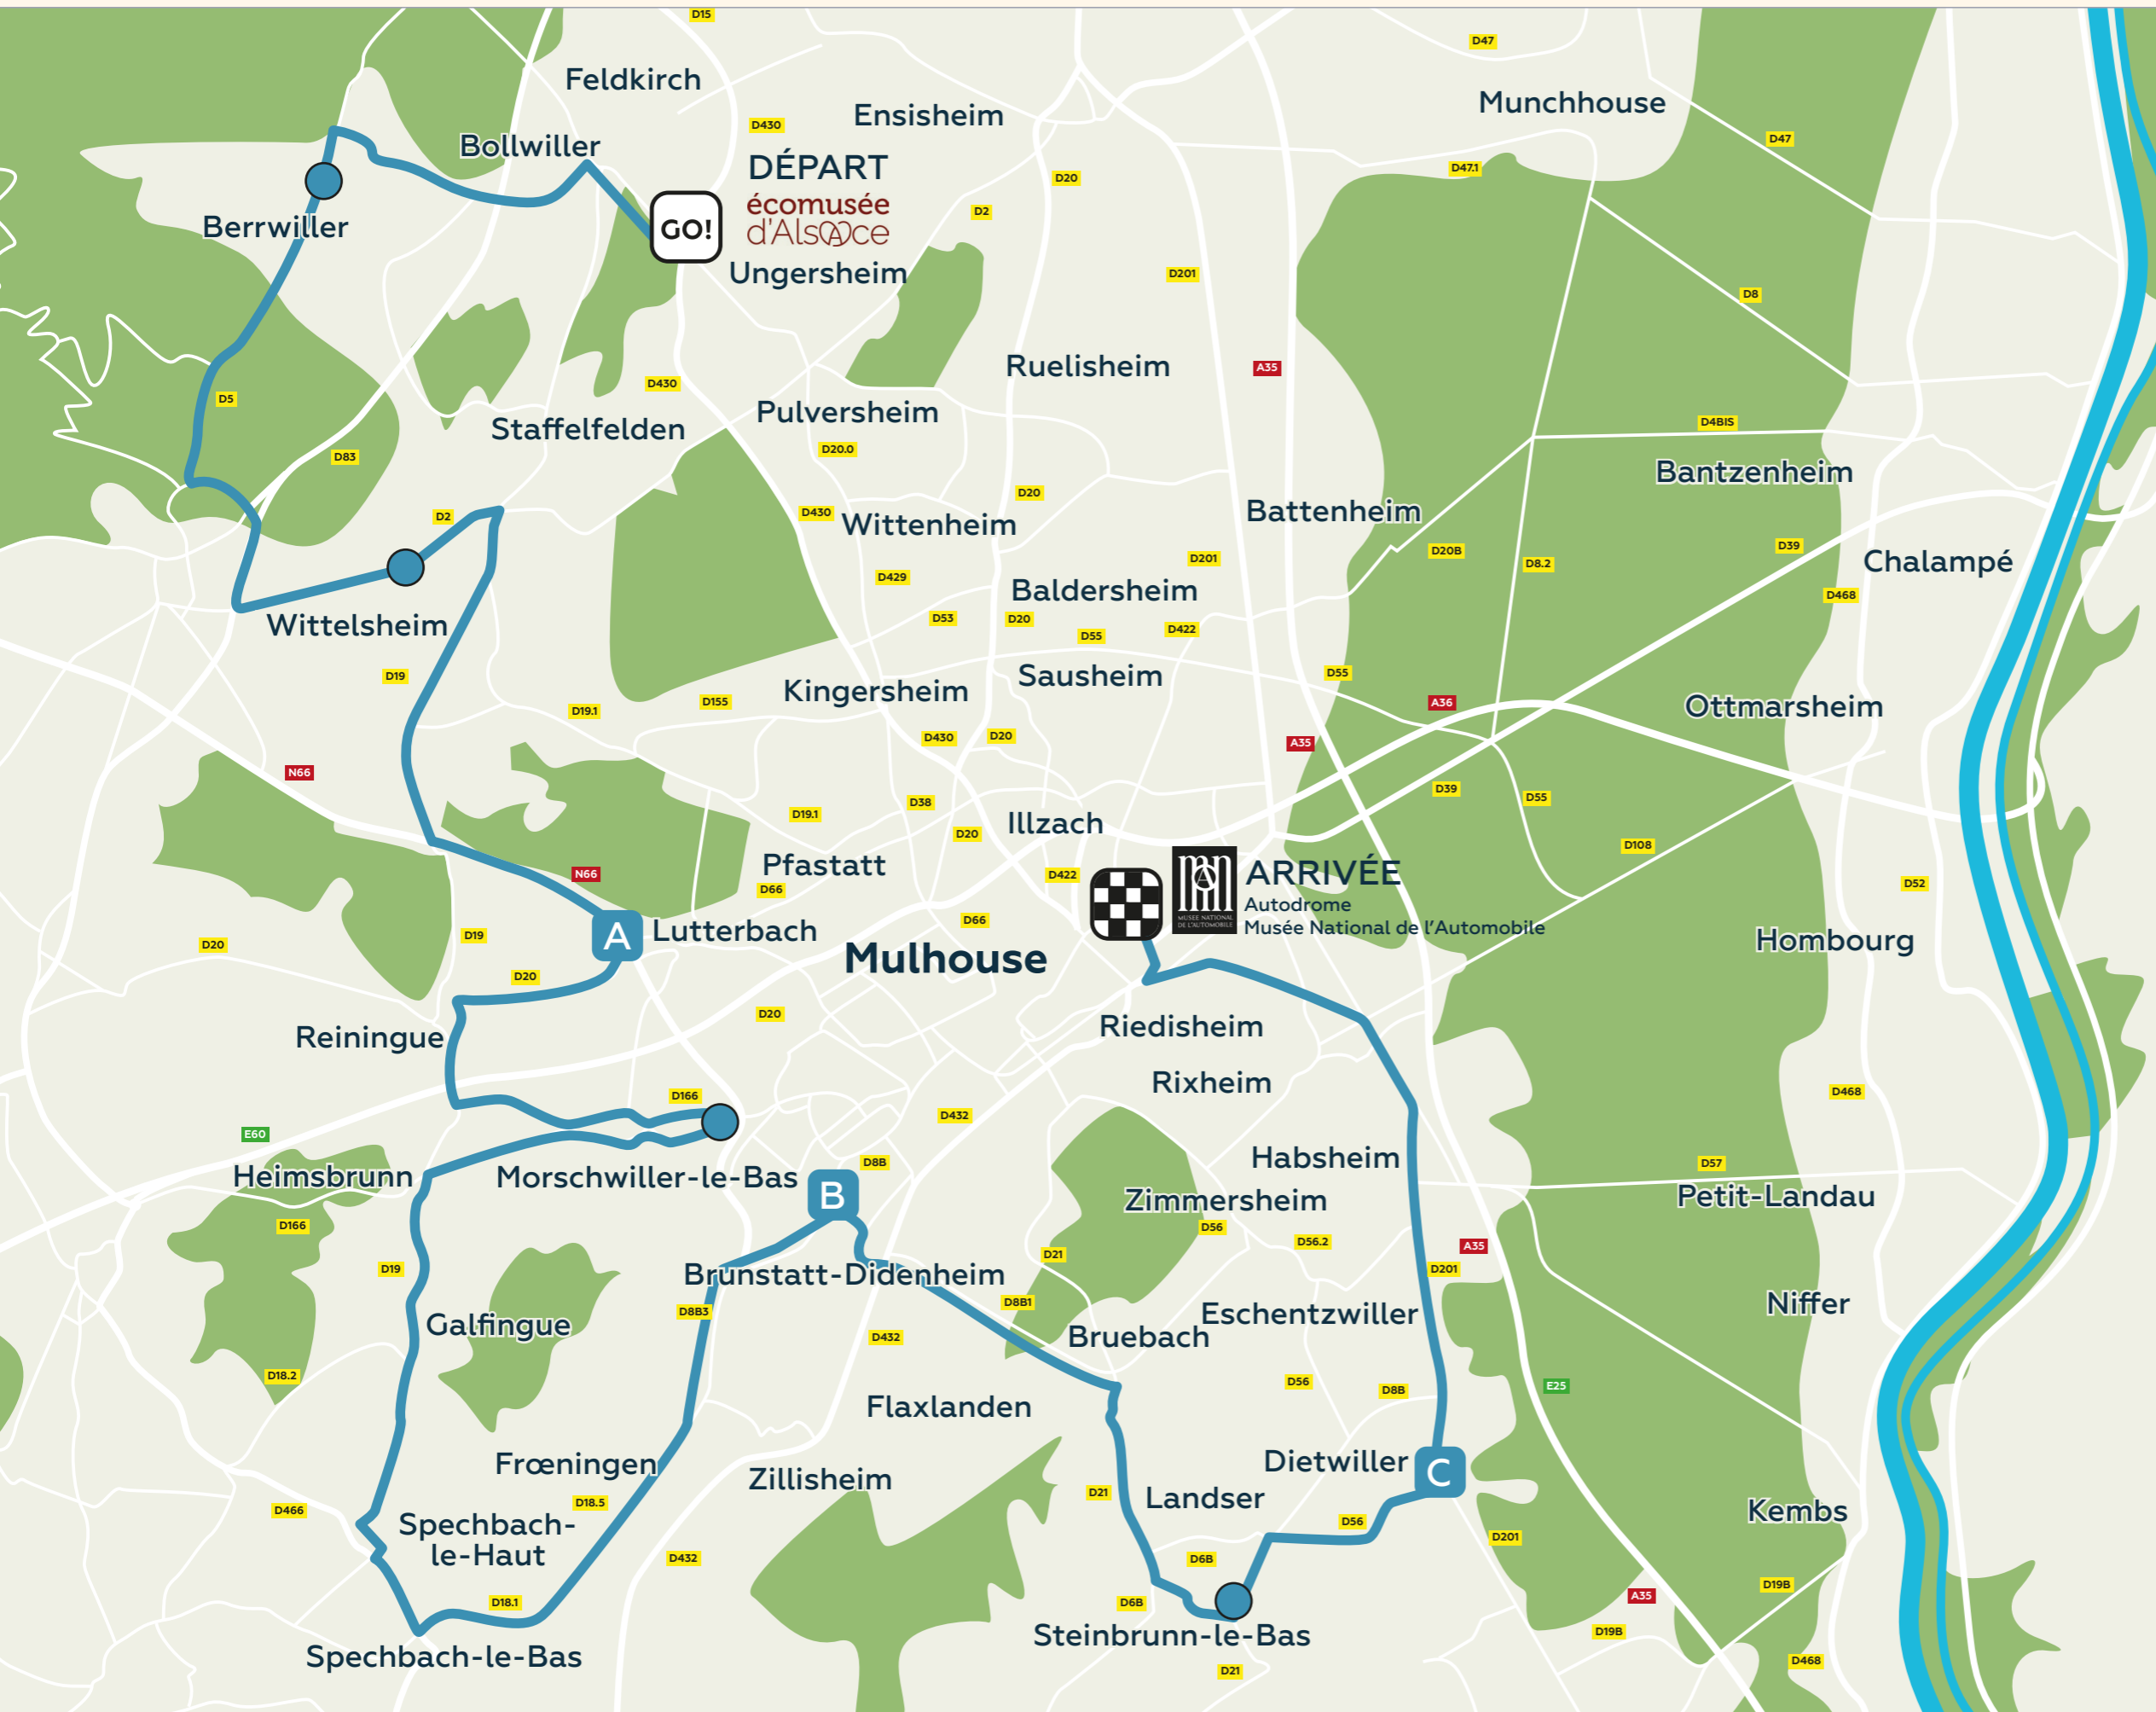 D15
D47
Feldkirch
Munchhouse
Ensisheim
D430
D47
Bollwiller
DÉPART
D47.1
D20
écomusée
d'Alsace
GO!
D2
Berrwiller
Ungersheim
D201
D8
Ruelisheim
A35
D430
D5
Pulversheim
D4BIS
Staffelfelden
D20.0
D83
Bantzenheim
D20
D2
D430
Wittenheim
Battenheim
D39
D20B
D201
D8.2
Chalampé
D429
Baldersheim
D468
D53
D20
D55
D422
Wittelsheim
D19
Sausheim
D55
Kingersheim
D155
A36
Ottmarsheim
D19.1
D430
D20
A35
N66
D39
D55
D38
D19.1
Illzach
D20
D108
Pfastatt
N66
D422
ARRIVÉE
D66
D52
MUSEE NATIONAL
DE L'AUTOMOBILE
Autodrome
Musée National de l'Automobile
A
Lutterbach
D66
D19
D20
Mulhouse
Hombourg
D20
D20
Reiningue
Riedisheim
Rixheim
D166
D468
D432
E60
Habsheim
D8B
D57
Heimsbrunn
Morschwiller-le-Bas
B
Zimmersheim
Petit-Landau
D166
D56
D56.2
A35
D21
D19
D201
Brunstatt-Didenheim
D8B1
Niffer
D8B3
Eschentzwiller
Galfingue
D432
Bruebach
D18.2
D56
D8B
E25
Flaxlanden
Frœningen
Dietwiller
C
Zillisheim
D21
Landser
D18.5
D466
Kembs
Spechbach-
le-Haut
D56
D201
D432
D6B
D19B
D18.1
D6B
A35
Steinbrunn-le-Bas
D19B
Spechbach-le-Bas
D21
D468